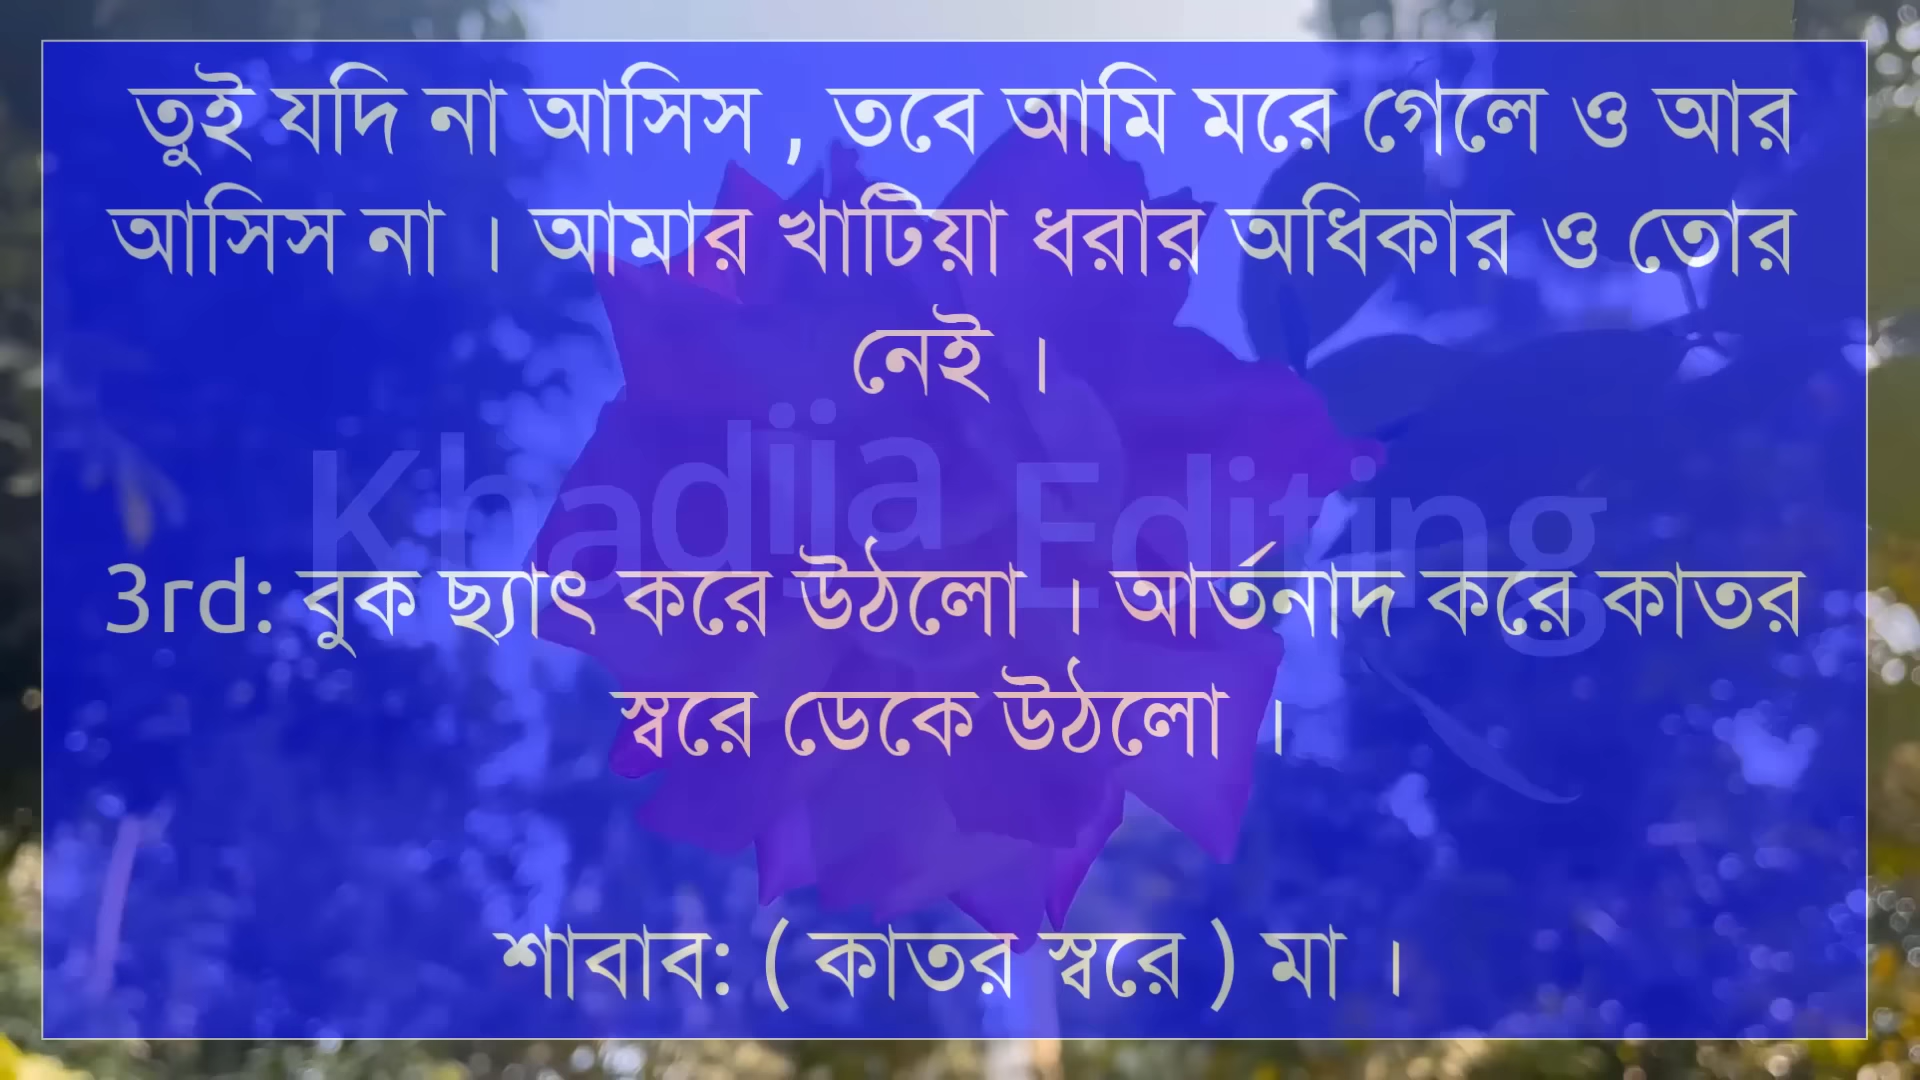 তুই যদি না আসিস , তবে আমি মরে গেলে ও আর
আসিস না । আমার খাটিয়া ধরার অধিকার ও তোর
নেই ।
Khadija Editing
3rd: বুক ছ্যাৎ করে উঠলো । আর্তনাদ করে কাতর
স্বরে ডেকে উঠলো ।
শাবাব: ( কাতর স্বরে ) মা ।